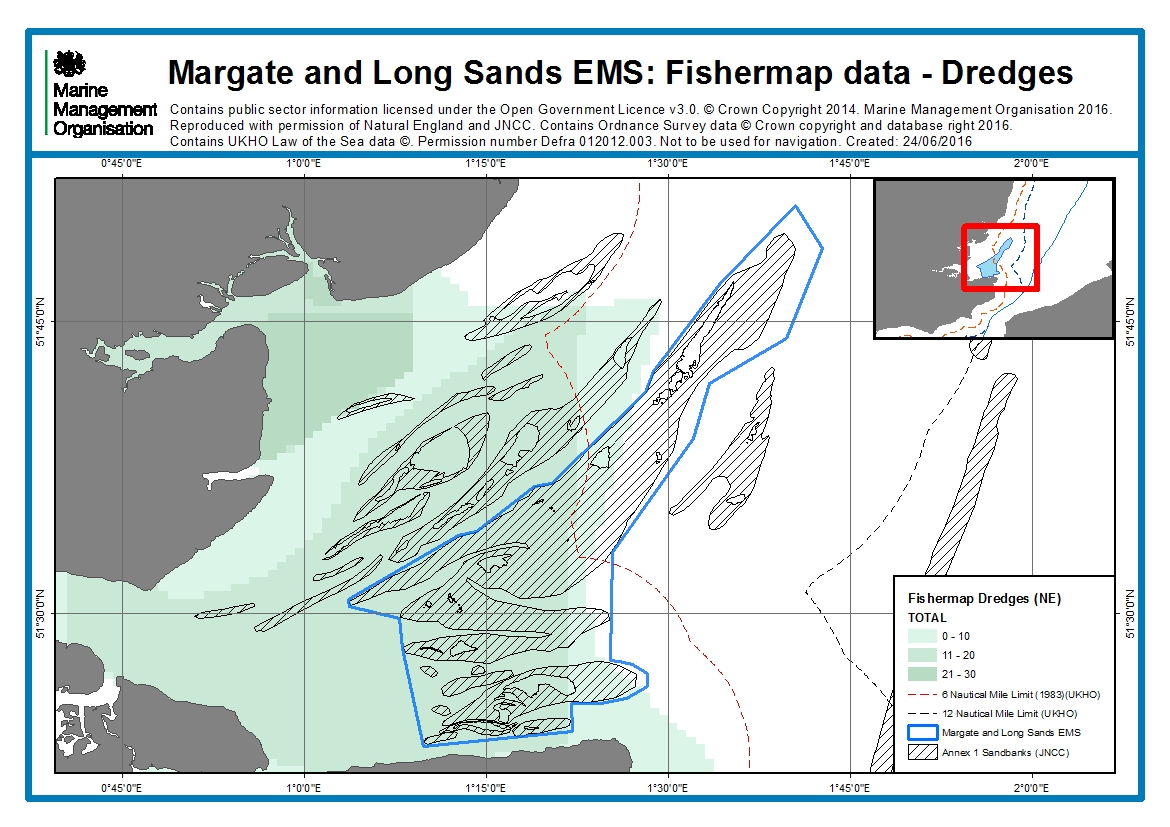 Marine
Management
Organisation
Margate and Long Sands EMS: Fishermap data - Dredges
Contains public sector information licensed under the Open Government Licence v3.0. © Crown Copyright 2014. Marine Management Organisation 2016.
Reproduced with permission of Natural England and JNCC. Contains Ordnance Survey data © Crown copyright and database right 2016.
Contains UKHO Law of the Sea data ©. Permission number Defra 012012.003. Not to be used for navigation. Created: 24/06/2016
0°45'0"E 1°0'0"E 1°15'0"E 1°30'0"E 1°45'0"E 2°0'0"E
51°45'0"N 51°45'0"N
51°30'0"N 51°30'0"N
Fishermap Dredges (NE)
TOTAL
0 - 10
11 - 20
21 - 30
6 Nautical Mile Limit (1983)(UKHO)
12 Nautical Mile Limit (UKHO)
Margate and Long Sands EMS
Annex 1 Sandbanks (JNCC)
0°45'0"E 1°0'0"E 1°15'0"E 1°30'0"E 1°45'0"E 2°0'0"E